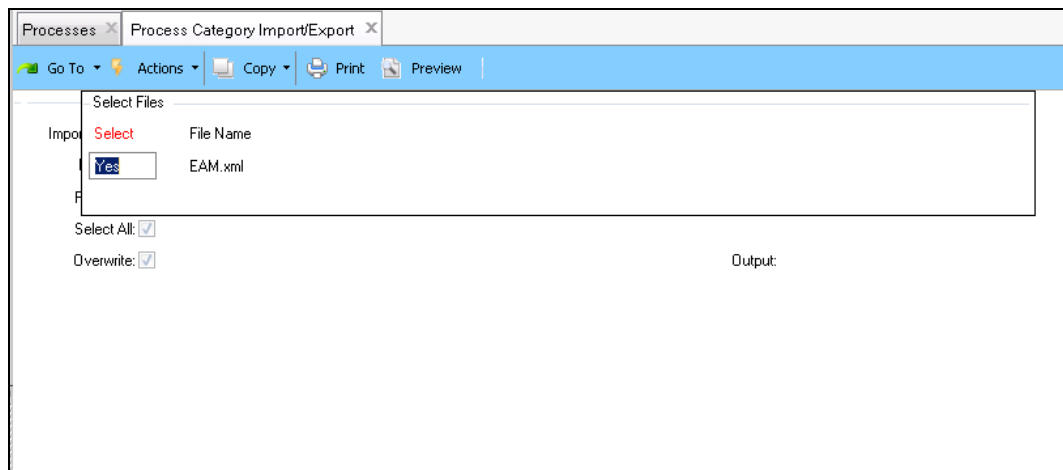 Processes Process Category Import/Export
Go To Actions Copy Print Preview
Select Files
Impo Select File Name
Yes EAM.xml
Select All:
Overwrite: Output: